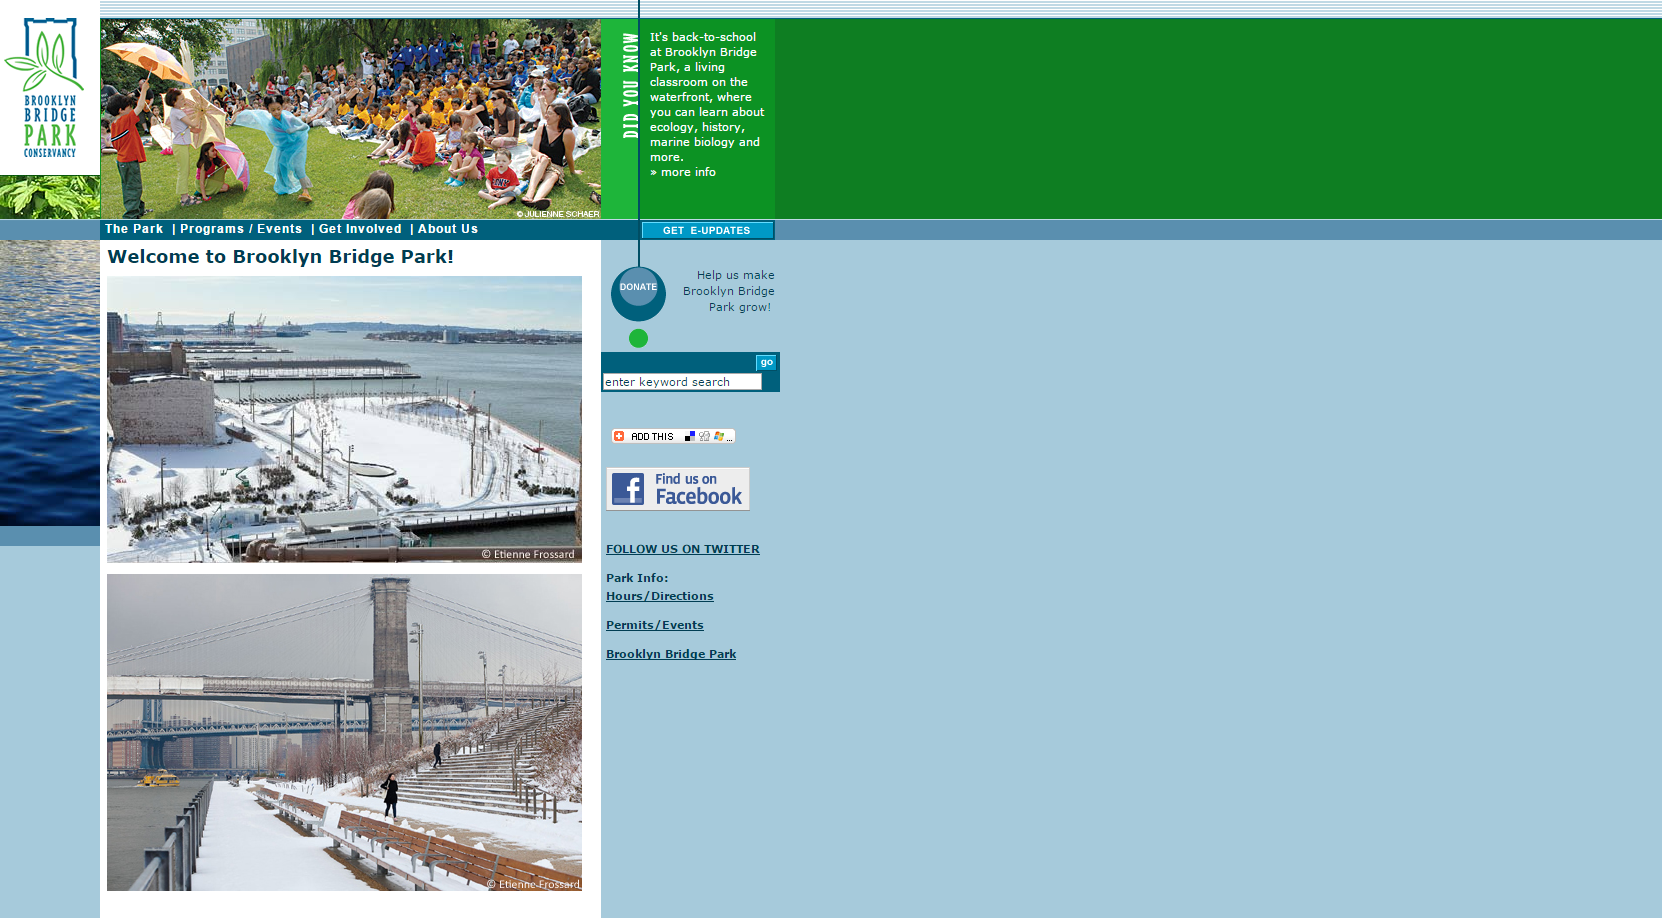 BROOKLYN
BRIDGE
PARK
CONSERVANCY
© JULIENNE SCHAER
DID YOU KNOW
It's back-to-school
at Brooklyn Bridge
Park, a living
classroom on the
waterfront, where
you can learn about
ecology, history,
marine biology and
more.
» more info
The Park | Programs / Events | Get Involved | About Us
GET E-UPDATES
Welcome to Brooklyn Bridge Park!
© Etienne Frossard
© Etienne Frossard
DONATE
Help us make
Brooklyn Bridge
Park grow!
go
enter keyword search
ADD THIS ...
Find us on
Facebook
FOLLOW US ON TWITTER
Park Info:
Hours/Directions
Permits/Events
Brooklyn Bridge Park